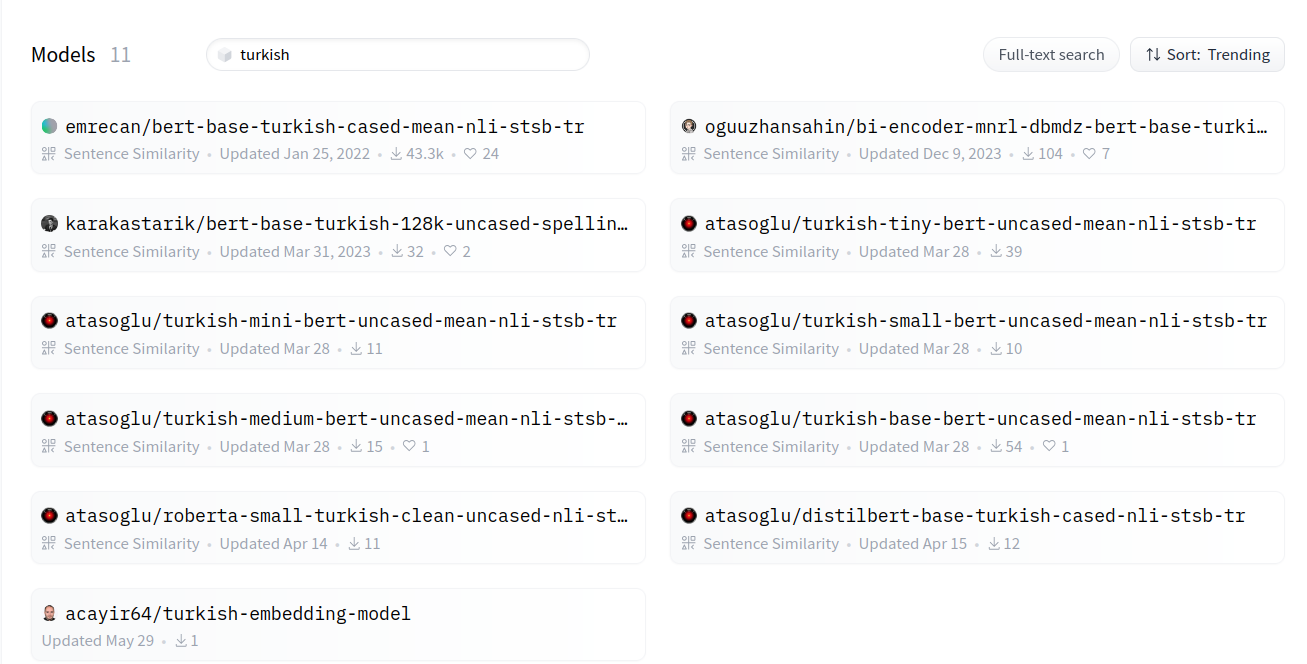 Models 11 turkish Full-text search Sort: Trending
emrecan/bert-base-turkish-cased-mean-nli-stsb-tr
Sentence Similarity • Updated Jan 25, 2022 • 43.3k • 24
oguuzhansahin/bi-encoder-mnrl-dbmdz-bert-base-turki…
Sentence Similarity • Updated Dec 9, 2023 • 104 • 7
karakastarik/bert-base-turkish-128k-uncased-spellin…
Sentence Similarity • Updated Mar 31, 2023 • 32 • 2
atasoglu/turkish-tiny-bert-uncased-mean-nli-stsb-tr
Sentence Similarity • Updated Mar 28 • 39
atasoglu/turkish-mini-bert-uncased-mean-nli-stsb-tr
Sentence Similarity • Updated Mar 28 • 11
atasoglu/turkish-small-bert-uncased-mean-nli-stsb-tr
Sentence Similarity • Updated Mar 28 • 10
atasoglu/turkish-medium-bert-uncased-mean-nli-stsb-…
Sentence Similarity • Updated Mar 28 • 15 • 1
atasoglu/turkish-base-bert-uncased-mean-nli-stsb-tr
Sentence Similarity • Updated Mar 28 • 54 • 1
atasoglu/roberta-small-turkish-clean-uncased-nli-st…
Sentence Similarity • Updated Apr 14 • 11
atasoglu/distilbert-base-turkish-cased-nli-stsb-tr
Sentence Similarity • Updated Apr 15 • 12
acayir64/turkish-embedding-model
Updated May 29 • 1